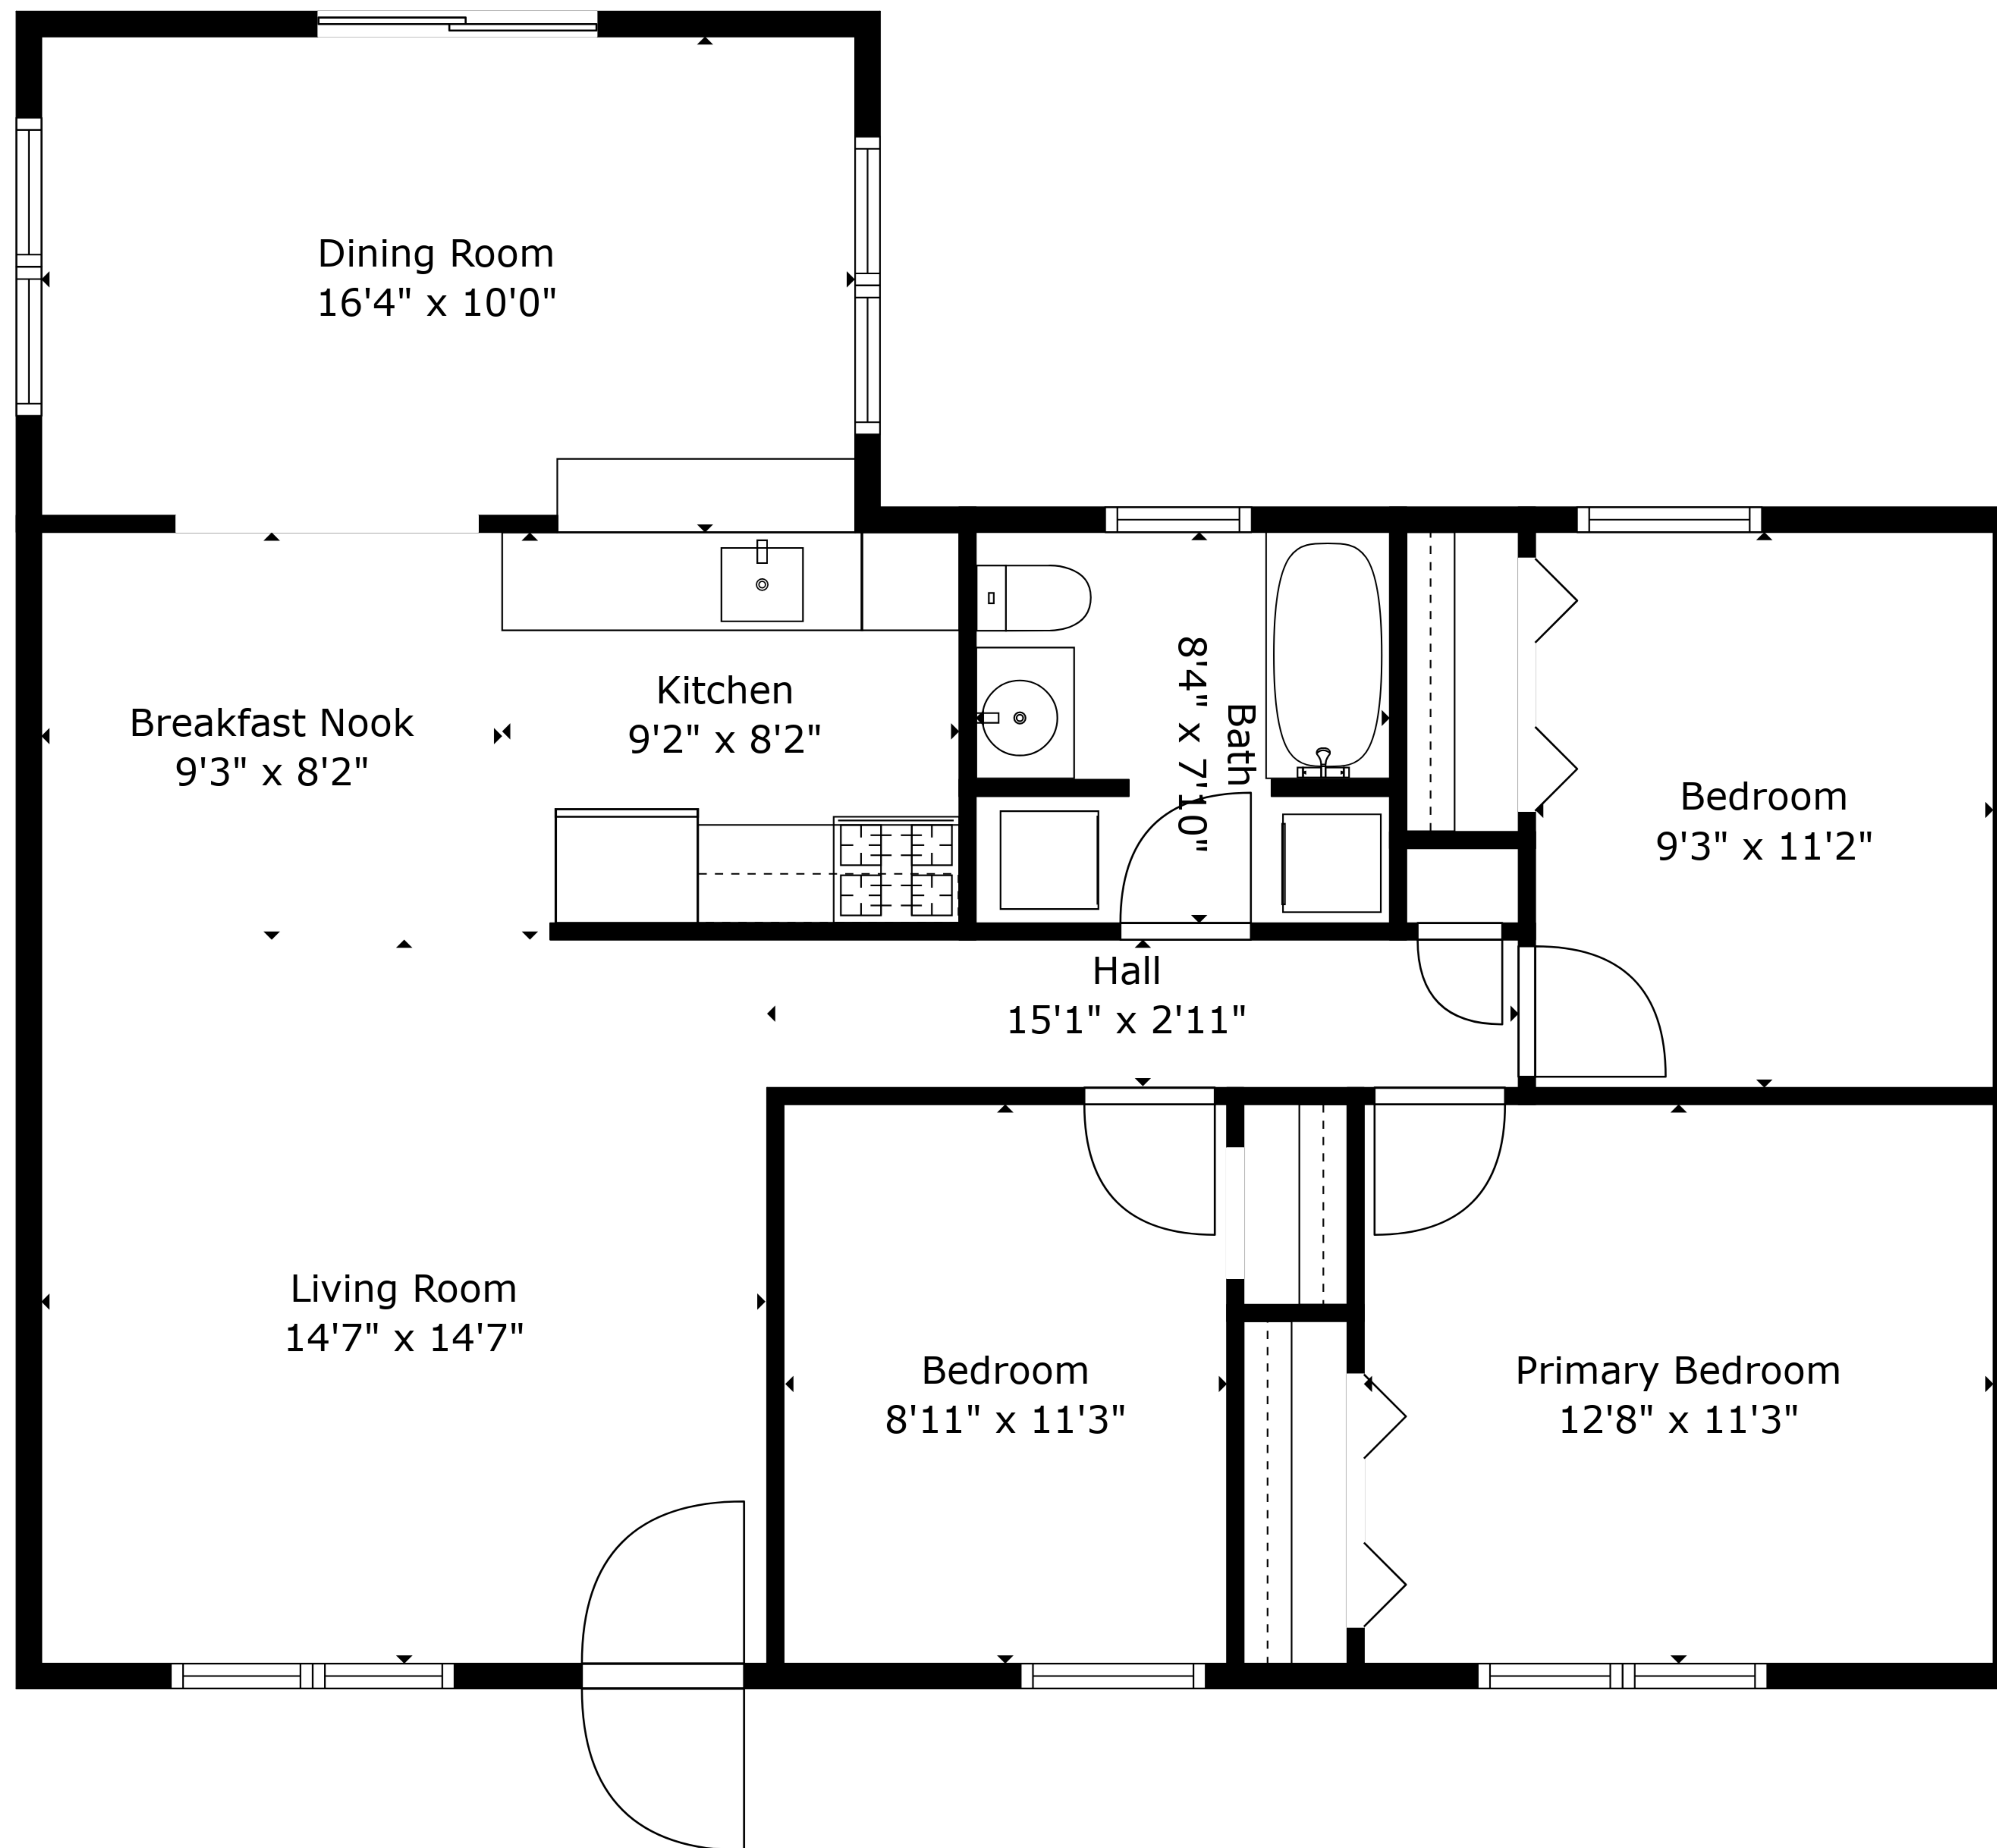 Dining Room
16'4" x 10'0"
Breakfast Nook
9'3" x 8'2"
Kitchen
9'2" x 8'2"
Bath
8'4" x 7'10"
Bedroom
9'3" x 11'2"
Hall
15'1" x 2'11"
Living Room
14'7" x 14'7"
Bedroom
8'11" x 11'3"
Primary Bedroom
12'8" x 11'3"